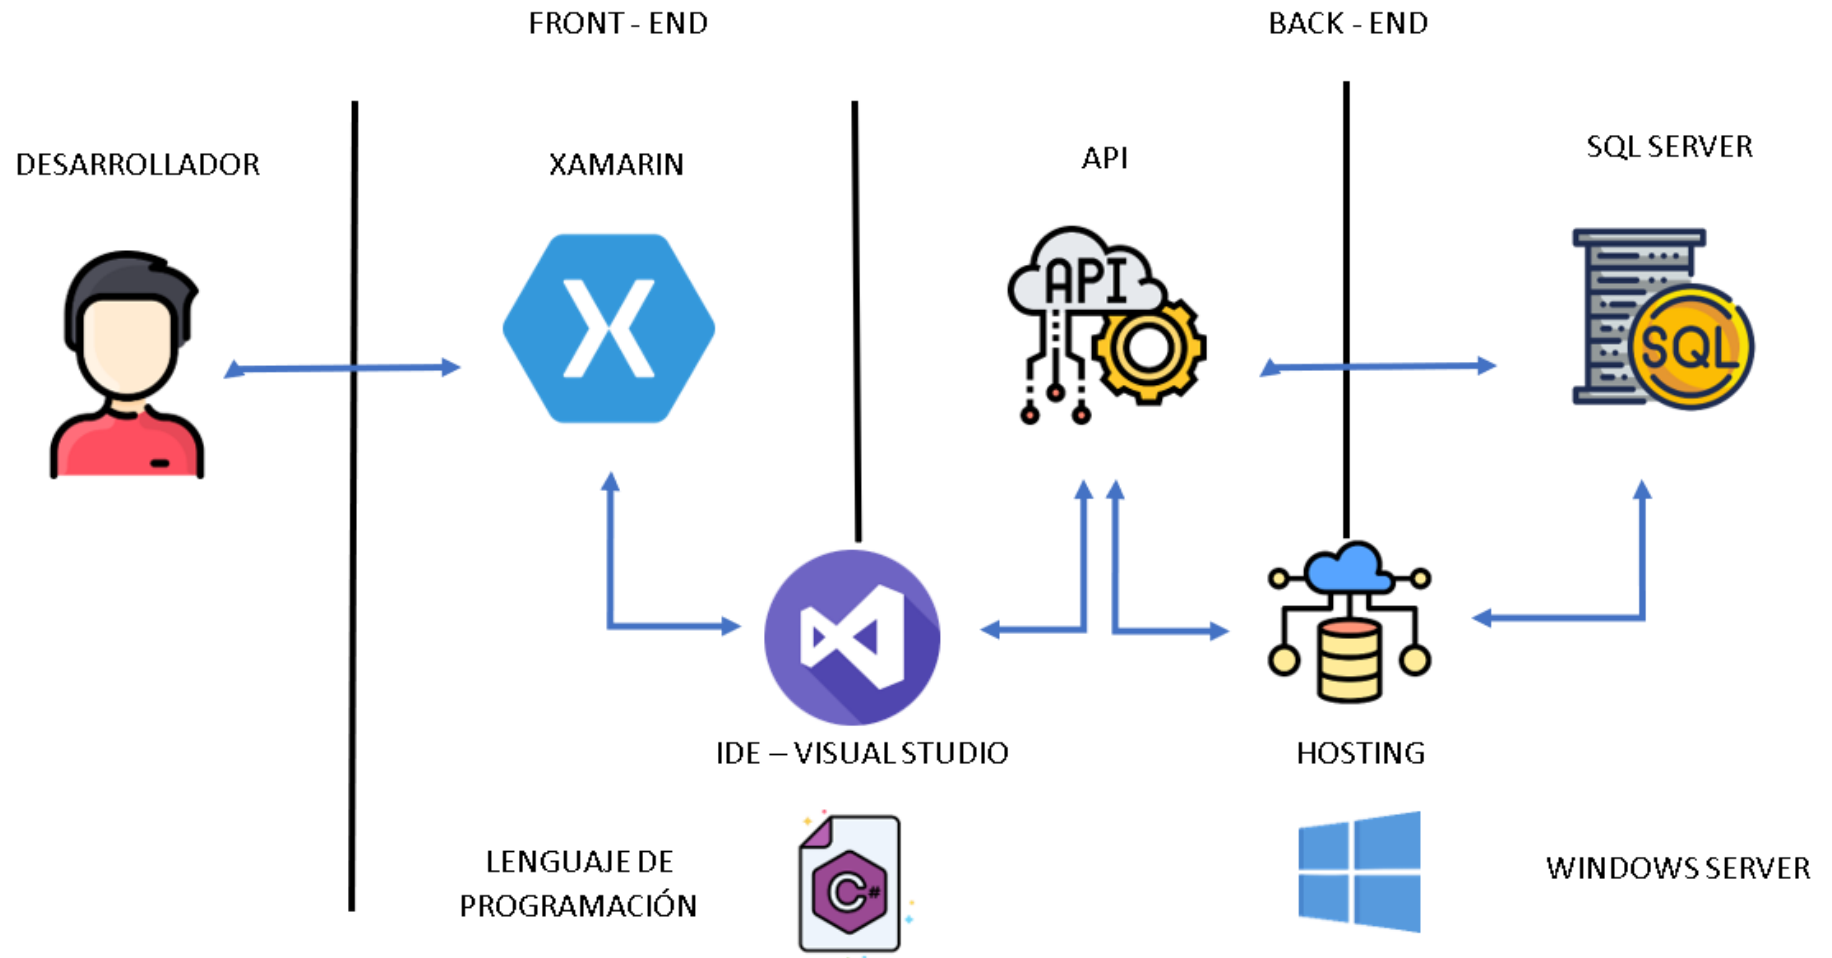 FRONT - END
BACK - END
DESARROLLADOR
XAMARIN
API
SQL SERVER
X
API
SQL
IDE – VISUAL STUDIO
HOSTING
LENGUAJE DE
PROGRAMACIÓN
C#
WINDOWS SERVER